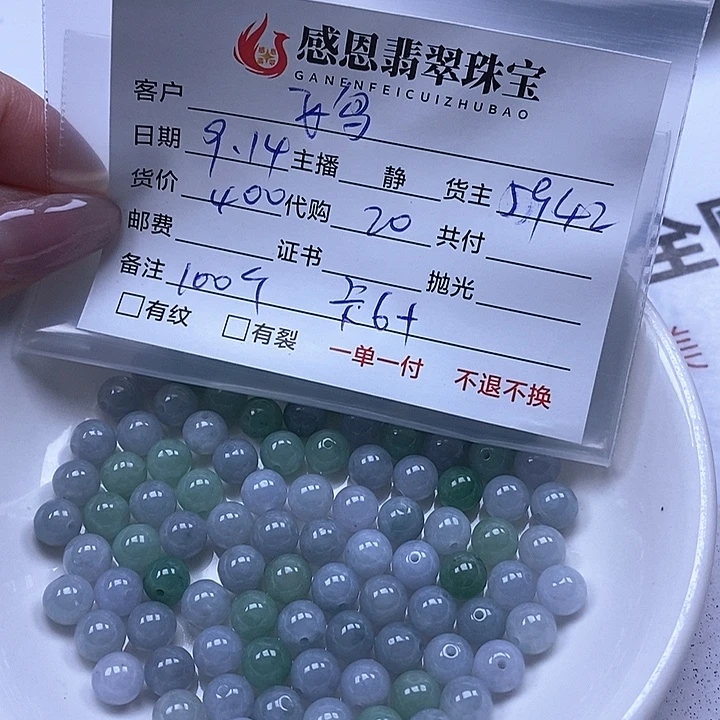 感恩翡翠珠宝
GANENFEICUIZHUBAO
客户
日期 9.14 主播 静 货主 5942
货价 400 代购 20 共付
邮费 证书 抛光
备注 100个 6+
有纹 有裂 一单一付 不退不换